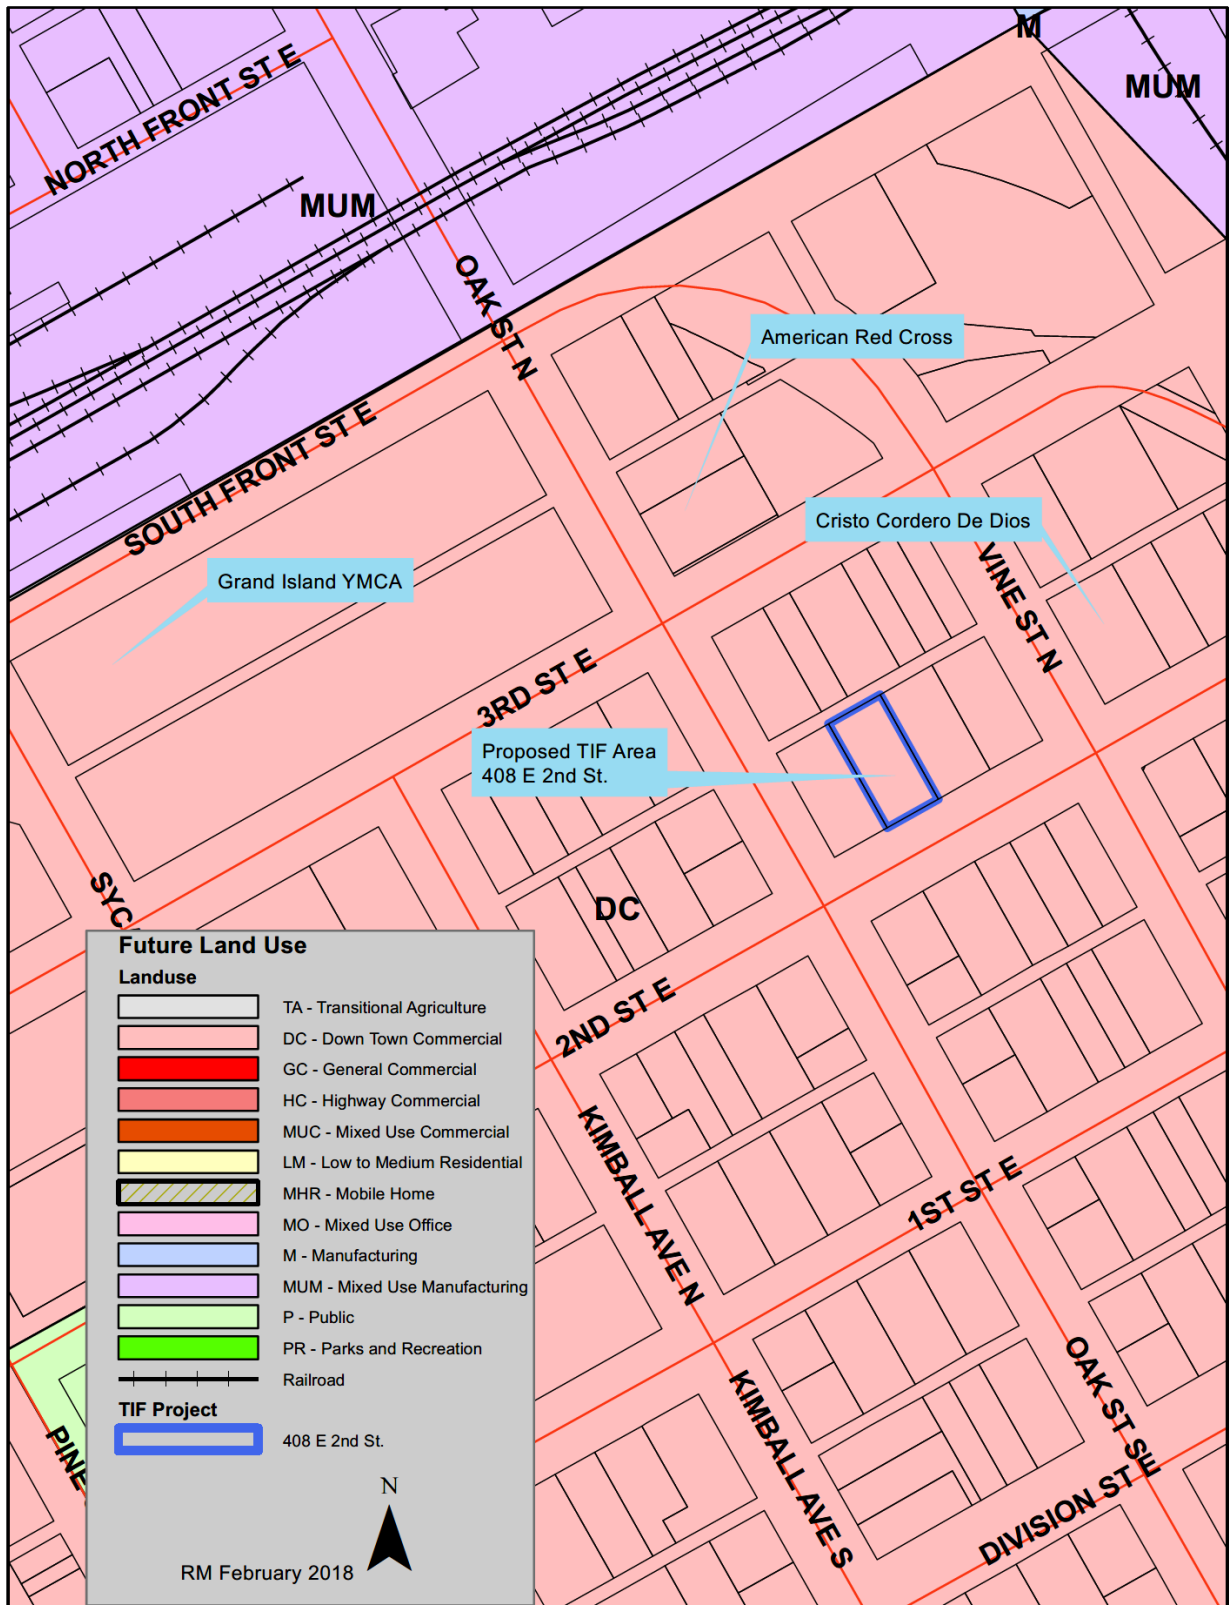 M
MUM
NORTH FRONT ST E
MUM
OAK ST N
American Red Cross
SOUTH FRONT ST E
Cristo Cordero De Dios
VINE ST N
Grand Island YMCA
3RD ST E
Proposed TIF Area
408 E 2nd St.
SYC
DC
2ND ST E
KIMBALL AVE N
1ST ST E
OAK ST S
KIMBALL AVE S
DIVISION ST E
PINE
Future Land Use
Landuse
TA - Transitional Agriculture
DC - Down Town Commercial
GC - General Commercial
HC - Highway Commercial
MUC - Mixed Use Commercial
LM - Low to Medium Residential
MHR - Mobile Home
MO - Mixed Use Office
M - Manufacturing
MUM - Mixed Use Manufacturing
P - Public
PR - Parks and Recreation
Railroad
TIF Project
408 E 2nd St.
N
RM February 2018